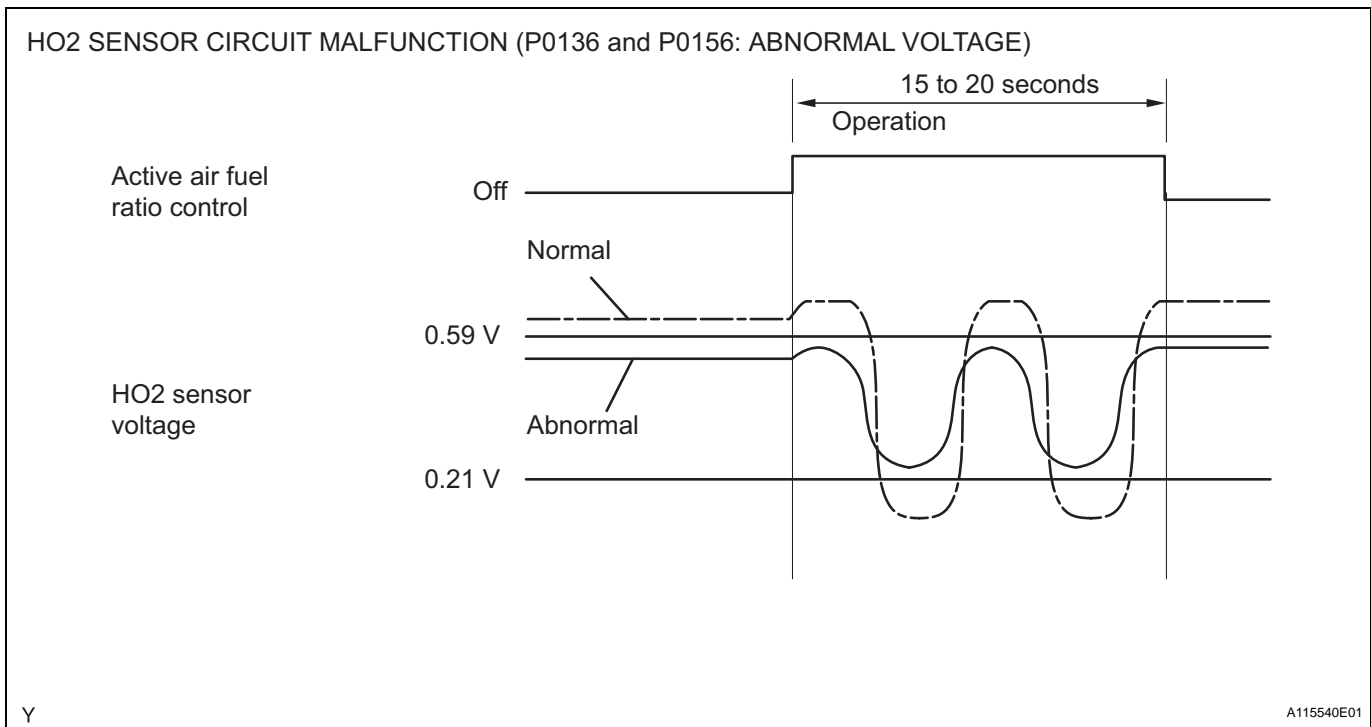 HO2 SENSOR CIRCUIT MALFUNCTION (P0136 and P0156: ABNORMAL VOLTAGE)
15 to 20 seconds
Operation
Active air fuel
ratio control
Off
Normal
0.59 V
HO2 sensor
voltage
Abnormal
0.21 V
Y
A115540E01